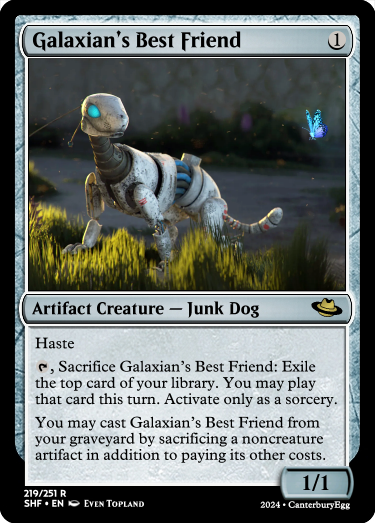 Galaxian's Best Friend
1
Artifact Creature — Junk Dog
Haste
, Sacrifice Galaxian's Best Friend: Exile
the top card of your library. You may play
that card this turn. Activate only as a sorcery.
You may cast Galaxian's Best Friend from
your graveyard by sacrificing a noncreature
artifact in addition to paying its other costs.
1/1
219/251 R
SHF • EN Even Topland
2024 • CanterburyEgg